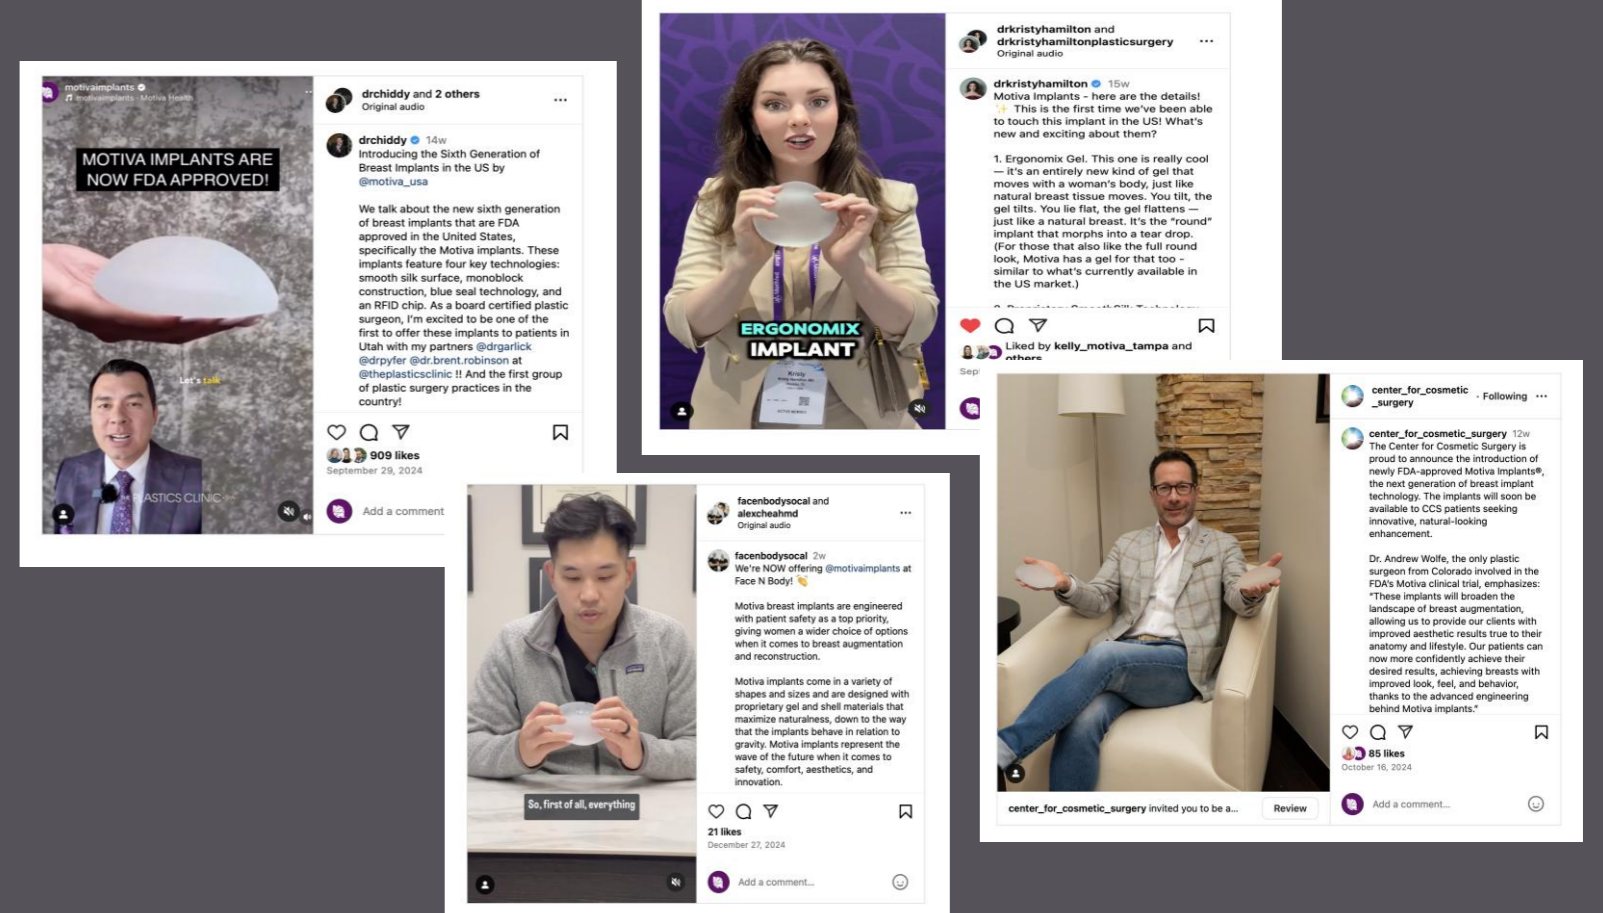 motivaimplants
motivaimplants · Motiva Health
MOTIVA IMPLANTS ARE
NOW FDA APPROVED!
Let's talk
PLASTICS CLINIC
drchiddy and 2 others
Original audio
drchiddy 14w
Introducing the Sixth Generation of
Breast Implants in the US by
@motiva_usa
We talk about the new sixth generation
of breast implants that are FDA
approved in the United States,
specifically the Motiva implants. These
implants feature four key technologies:
smooth silk surface, monoblock
construction, blue seal technology, and
an RFID chip. As a board certified plastic
surgeon, I'm excited to be one of the
first to offer these implants to patients in
Utah with my partners @drgarlick
@drpyfer @dr.brent.robinson at
@theplasticsclinic !! And the first group
of plastic surgery practices in the
country!
909 likes
September 29, 2024
Add a comment
ERGONOMIX
IMPLANT
Kristy
drkristyhamilton and
drkristyhamiltonplasticsurgery
Original audio
drkristyhamilton 15w
Motiva Implants - here are the details!
✨ This is the first time we've been able
to touch this implant in the US! What's
new and exciting about them?
1. Ergonomix Gel. This one is really cool
— it's an entirely new kind of gel that
moves with a woman's body, just like
natural breast tissue moves. You tilt, the
gel tilts. You lie flat, the gel flattens —
just like a natural breast. It's the "round"
implant that morphs into a tear drop.
(For those that also like the full round
look, Motiva has a gel for that too -
similar to what's currently available in
the US market.)
2. Proprietary SmoothSilk Technology
Liked by kelly_motiva_tampa and
others
Sep
So, first of all, everything
facenbodysocal and
alexcheahmd
Original audio
facenbodysocal 2w
We're NOW offering @motivaimplants at
Face N Body! 👏
Motiva breast implants are engineered
with patient safety as a top priority,
giving women a wider choice of options
when it comes to breast augmentation
and reconstruction.
Motiva implants come in a variety of
shapes and sizes and are designed with
proprietary gel and shell materials that
maximize naturalness, down to the way
that the implants behave in relation to
gravity. Motiva implants represent the
wave of the future when it comes to
safety, comfort, aesthetics, and
innovation.
21 likes
December 27, 2024
Add a comment...
center_for_cosmetic
_surgery · Following
center_for_cosmetic_surgery 12w
The Center for Cosmetic Surgery is
proud to announce the introduction of
newly FDA-approved Motiva Implants®,
the next generation of breast implant
technology. The implants will soon be
available to CCS patients seeking
innovative, natural-looking
enhancement.
Dr. Andrew Wolfe, the only plastic
surgeon from Colorado involved in the
FDA's Motiva clinical trial, emphasizes:
"These implants will broaden the
landscape of breast augmentation,
allowing us to provide our clients with
improved aesthetic results true to their
anatomy and lifestyle. Our patients can
now more confidently achieve their
desired results, achieving breasts with
improved look, feel, and behavior,
thanks to the advanced engineering
behind Motiva implants."
85 likes
October 16, 2024
Add a comment...
center_for_cosmetic_surgery invited you to be a...
Review